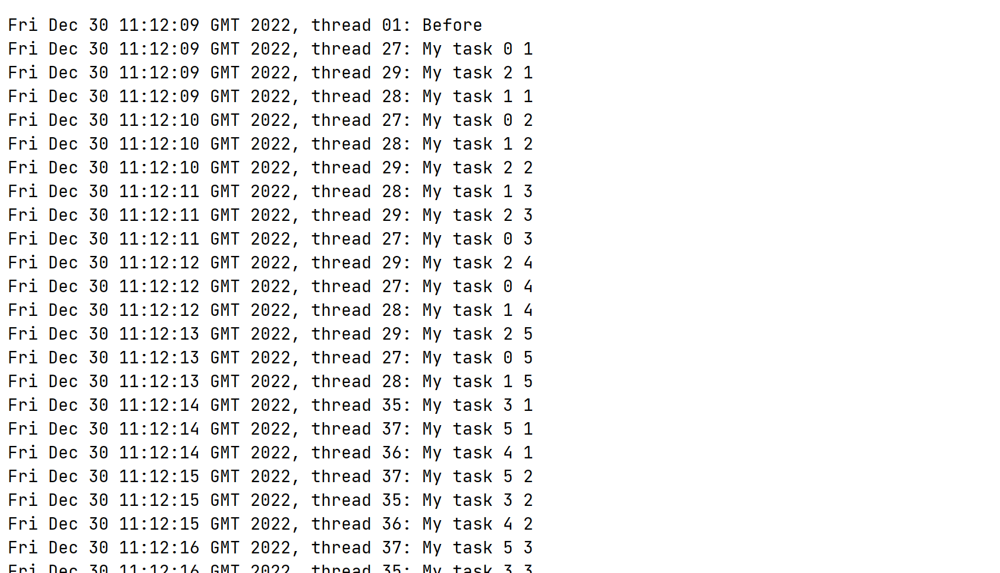 Fri Dec 30 11:12:09 GMT 2022, thread 01: Before
Fri Dec 30 11:12:09 GMT 2022, thread 27: My task 0 1
Fri Dec 30 11:12:09 GMT 2022, thread 29: My task 2 1
Fri Dec 30 11:12:09 GMT 2022, thread 28: My task 1 1
Fri Dec 30 11:12:10 GMT 2022, thread 27: My task 0 2
Fri Dec 30 11:12:10 GMT 2022, thread 28: My task 1 2
Fri Dec 30 11:12:10 GMT 2022, thread 29: My task 2 2
Fri Dec 30 11:12:11 GMT 2022, thread 28: My task 1 3
Fri Dec 30 11:12:11 GMT 2022, thread 29: My task 2 3
Fri Dec 30 11:12:11 GMT 2022, thread 27: My task 0 3
Fri Dec 30 11:12:12 GMT 2022, thread 29: My task 2 4
Fri Dec 30 11:12:12 GMT 2022, thread 27: My task 0 4
Fri Dec 30 11:12:12 GMT 2022, thread 28: My task 1 4
Fri Dec 30 11:12:13 GMT 2022, thread 29: My task 2 5
Fri Dec 30 11:12:13 GMT 2022, thread 27: My task 0 5
Fri Dec 30 11:12:13 GMT 2022, thread 28: My task 1 5
Fri Dec 30 11:12:14 GMT 2022, thread 35: My task 3 1
Fri Dec 30 11:12:14 GMT 2022, thread 37: My task 5 1
Fri Dec 30 11:12:14 GMT 2022, thread 36: My task 4 1
Fri Dec 30 11:12:15 GMT 2022, thread 37: My task 5 2
Fri Dec 30 11:12:15 GMT 2022, thread 35: My task 3 2
Fri Dec 30 11:12:15 GMT 2022, thread 36: My task 4 2
Fri Dec 30 11:12:16 GMT 2022, thread 37: My task 5 3
Fri Dec 30 11:12:16 GMT 2022, thread 35: My task 3 3